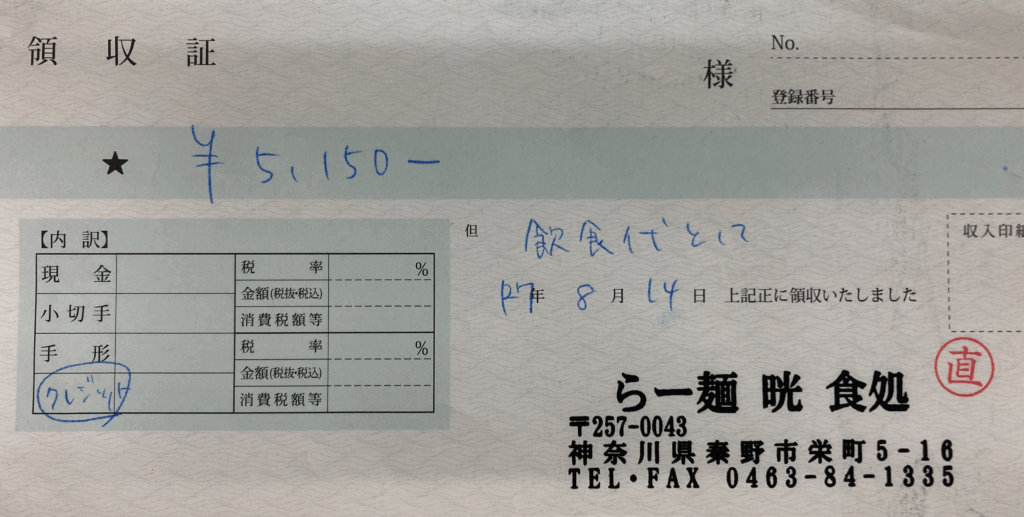 領収証
様
No.
登録番号
★ ¥5,150-
【内訳】
現金
小切手
手形
クレジット
税率 %
金額(税抜・税込)
消費税額等
税率 %
金額(税抜・税込)
消費税額等
但 飲食代として
R7年 8月 14日 上記正に領収いたしました
収入印紙
直
らー麺 晄 食処
〒257-0043
神奈川県秦野市栄町5-16
TEL・FAX 0463-84-1335